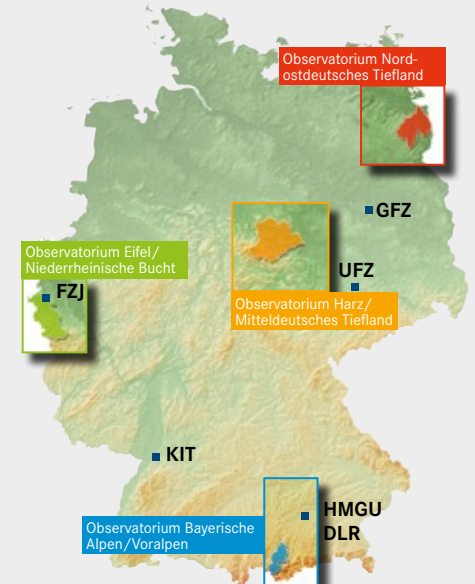 Observatorium Nord-
ostdeutsches Tiefland
GFZ
Observatorium Eifel/
Niederrheinische Bucht
FZJ
UFZ
Observatorium Harz/
Mitteldeutsches Tiefland
KIT
Observatorium Bayerische
Alpen/Voralpen
HMGU
DLR